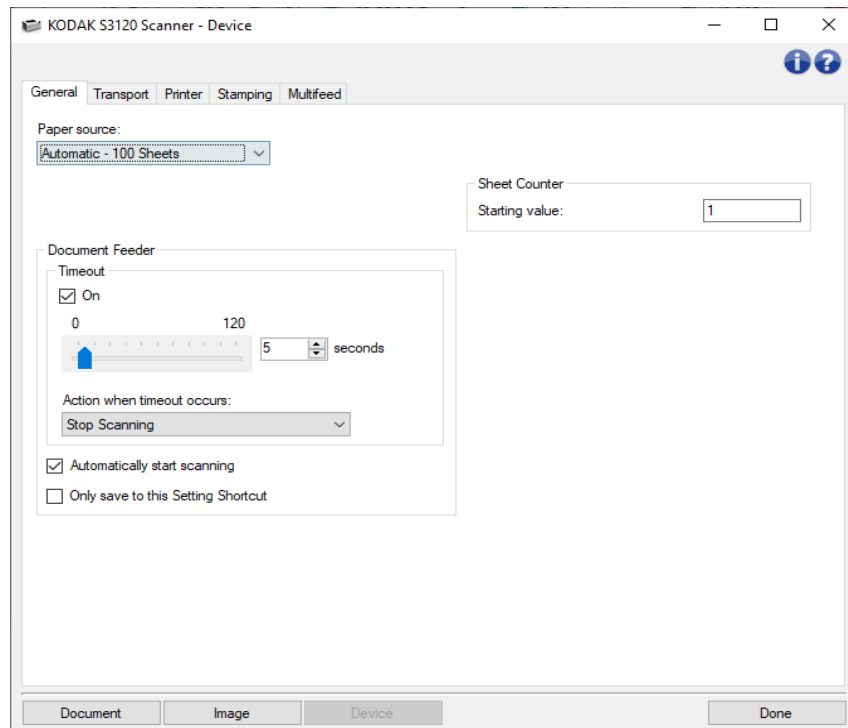 KODAK S3120 Scanner - Device
General Transport Printer Stamping Multifeed
Paper source:
Automatic - 100 Sheets
Sheet Counter
Starting value: 1
Document Feeder
Timeout
On
0 120
5 seconds
Action when timeout occurs:
Stop Scanning
Automatically start scanning
Only save to this Setting Shortcut
Document Image Device Done